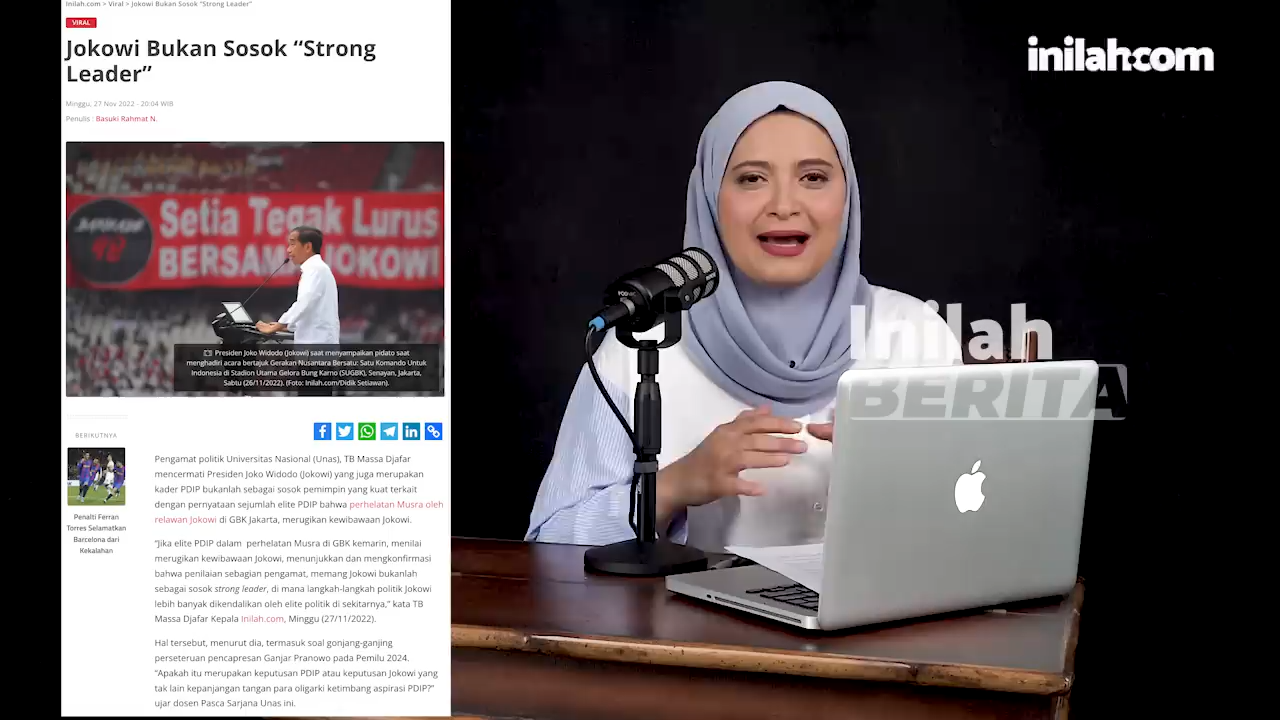 Inilah.com > Viral > Jokowi Bukan Sosok “Strong Leader”
VIRAL
Jokowi Bukan Sosok “Strong
Leader”
Minggu, 27 Nov 2022 - 20:04 WIB
Penulis : Basuki Rahmat N.
Setia Tegak Lurus
BERSAMA JOKOWI
Presiden Joko Widodo (Jokowi) saat menyampaikan pidato saat
menghadiri acara bertajuk Gerakan Nusantara Bersatu: Satu Komando Untuk
Indonesia di Stadion Utama Gelora Bung Karno (SUGBK), Senayan, Jakarta,
Sabtu (26/11/2022). (Foto: Inilah.com/Didik Setiawan).
BERIKUTNYA
Penalti Ferran
Torres Selamatkan
Barcelona dari
Kekalahan
Pengamat politik Universitas Nasional (Unas), TB Massa Djafar
mencermati Presiden Joko Widodo (Jokowi) yang juga merupakan
kader PDIP bukanlah sebagai sosok pemimpin yang kuat terkait
dengan pernyataan sejumlah elite PDIP bahwa perhelatan Musra oleh
relawan Jokowi di GBK Jakarta, merugikan kewibawaan Jokowi.
“Jika elite PDIP dalam perhelatan Musra di GBK kemarin, menilai
merugikan kewibawaan Jokowi, menunjukkan dan mengkonfirmasi
bahwa penilaian sebagian pengamat, memang Jokowi bukanlah
sebagai sosok strong leader, di mana langkah-langkah politik Jokowi
lebih banyak dikendalikan oleh elite politik di sekitarnya,” kata TB
Massa Djafar Kepala Inilah.com, Minggu (27/11/2022).
Hal tersebut, menurut dia, termasuk soal gonjang-ganjing
perseteruan pencapresan Ganjar Pranowo pada Pemilu 2024.
“Apakah itu merupakan keputusan PDIP atau keputusan Jokowi yang
tak lain kepanjangan tangan para oligarki ketimbang aspirasi PDIP?”
ujar dosen Pasca Sarjana Unas ini.
inilah.com
Inilah
BERITA